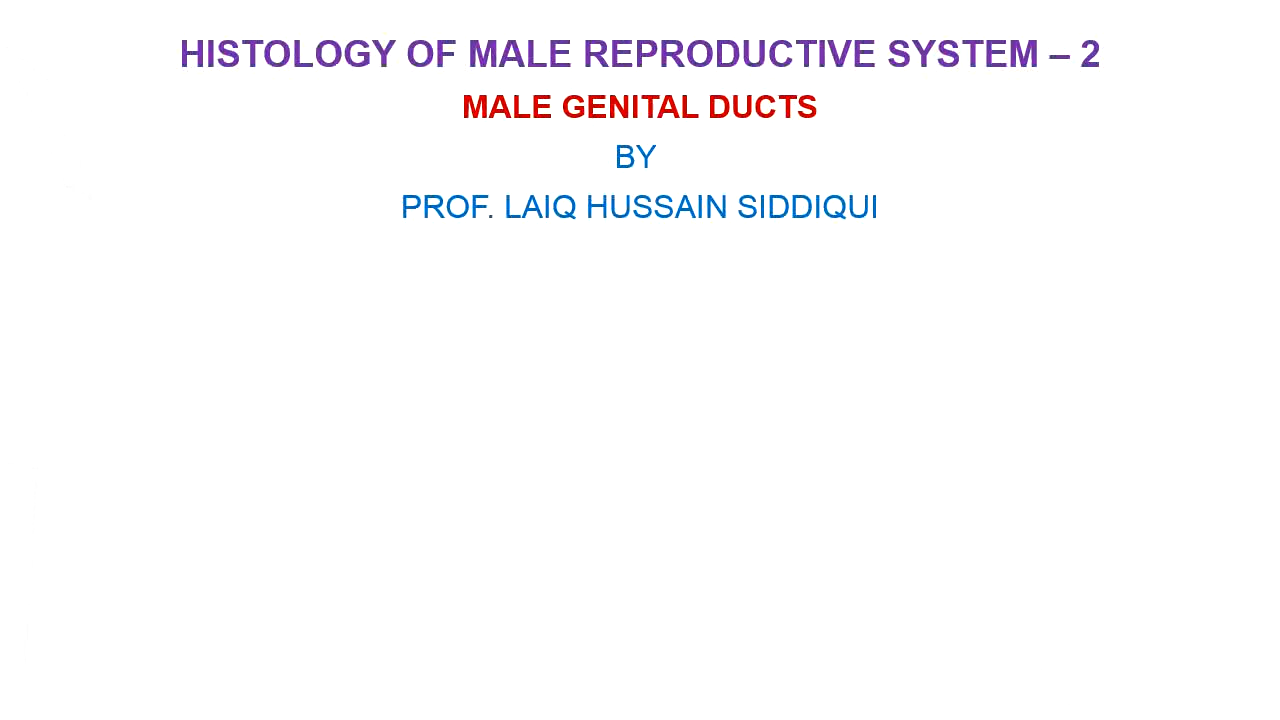 HISTOLOGY OF MALE REPRODUCTIVE SYSTEM – 2
MALE GENITAL DUCTS
BY
PROF. LAIQ HUSSAIN SIDDIQUI